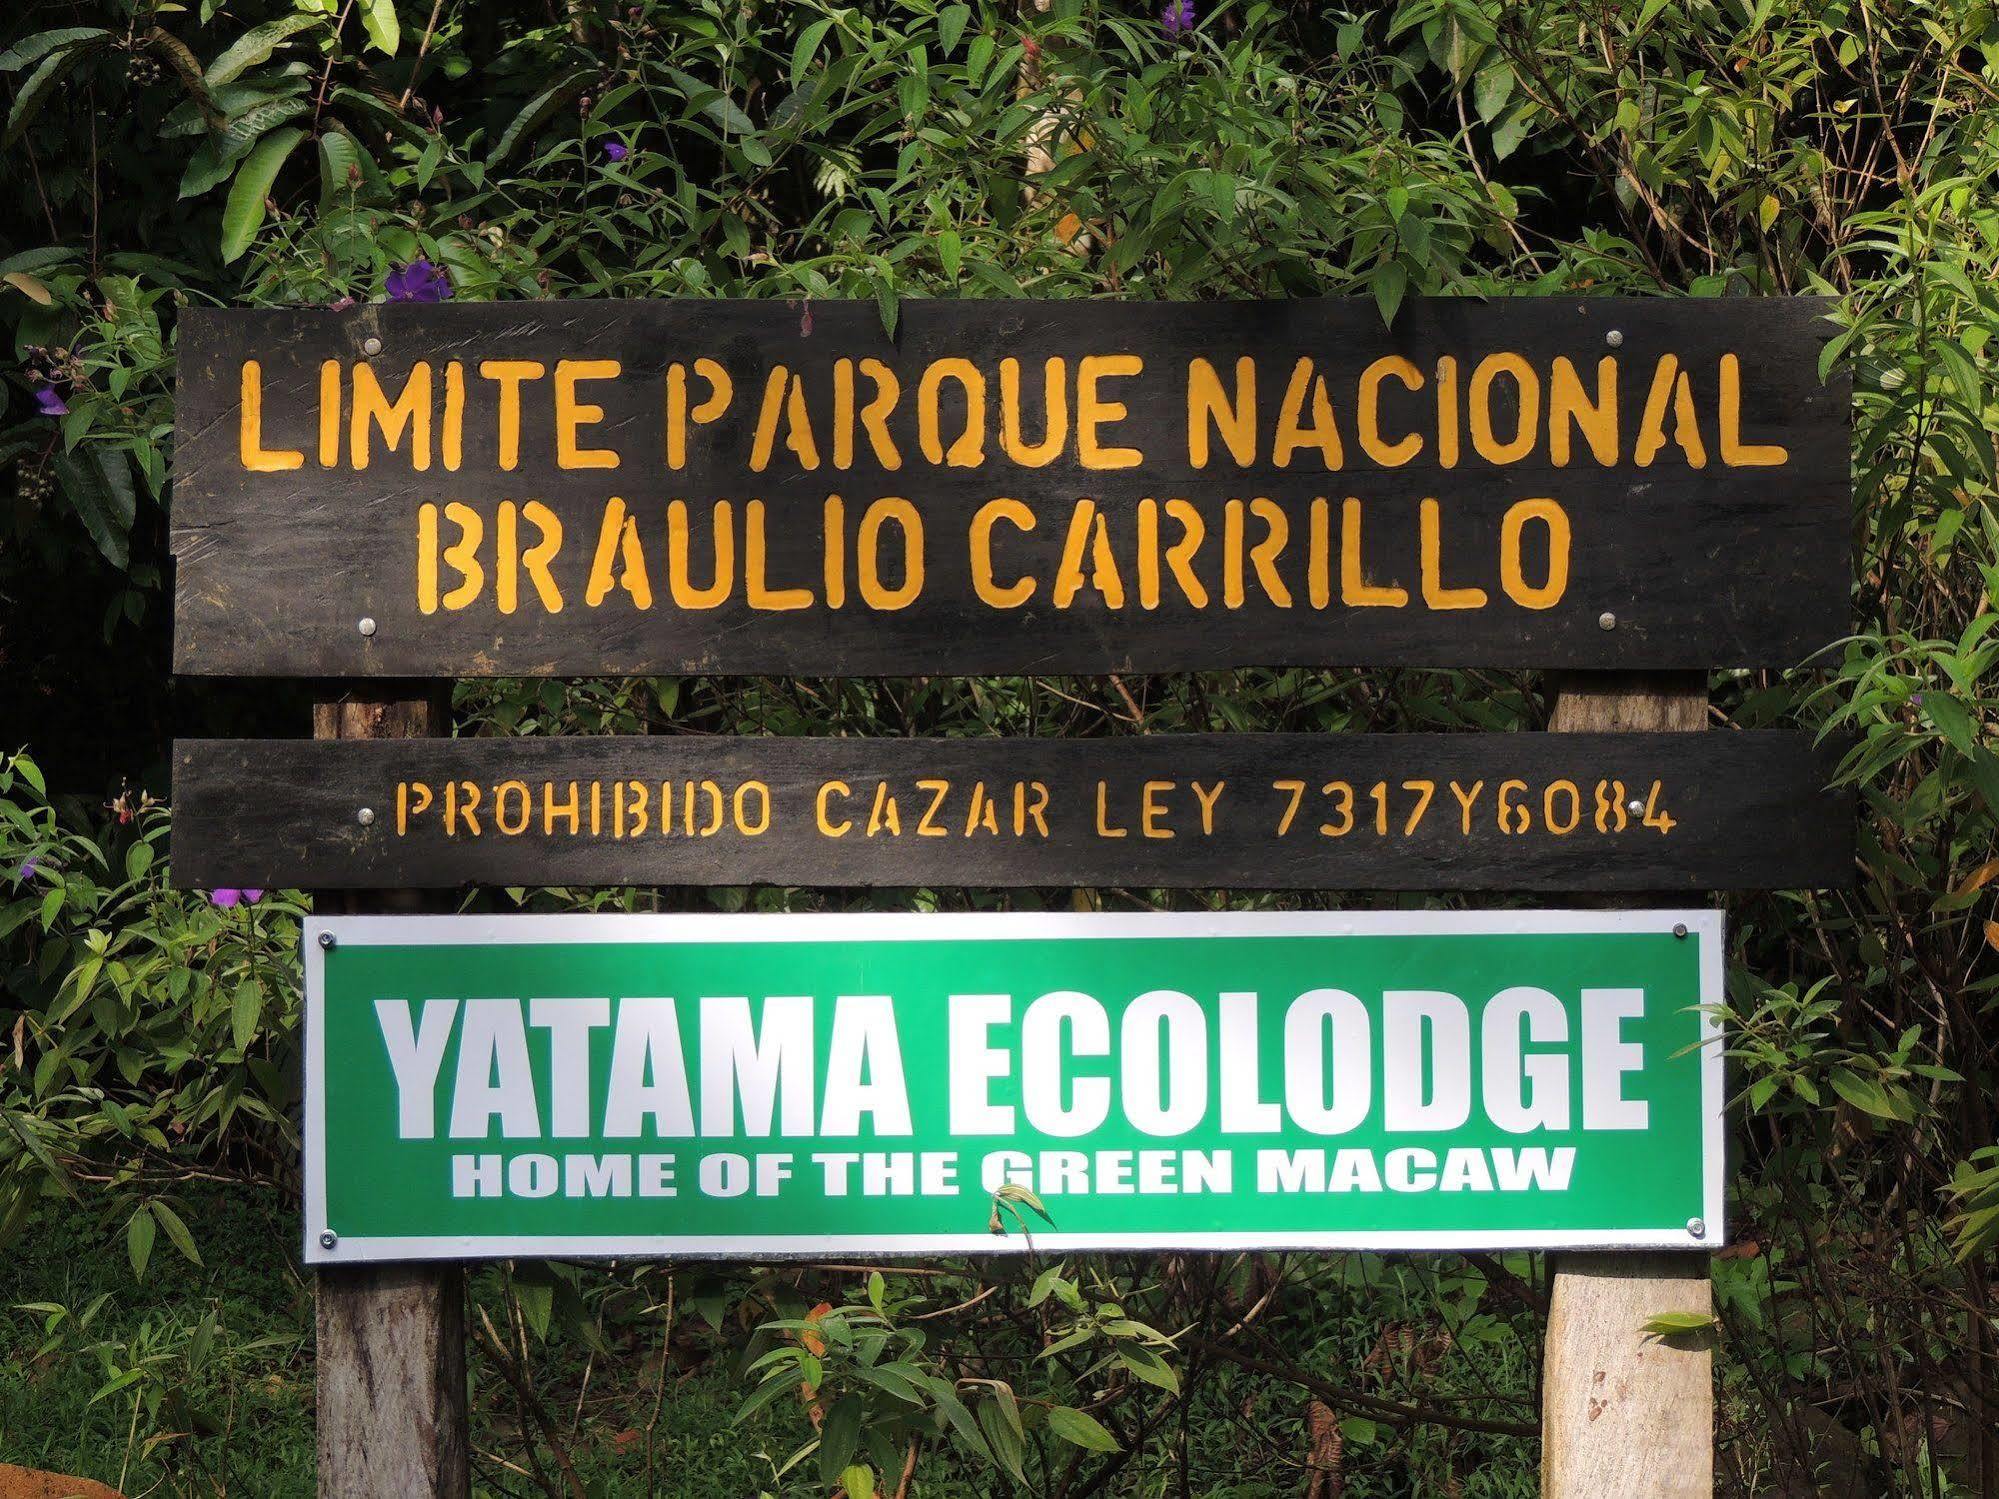 LIMITE PARQUE NACIONAL
BRAULIO CARRILLO
PROHIBIDO CAZAR LEY 7317Y6084
YATAMA ECOLODGE
HOME OF THE GREEN MACAW